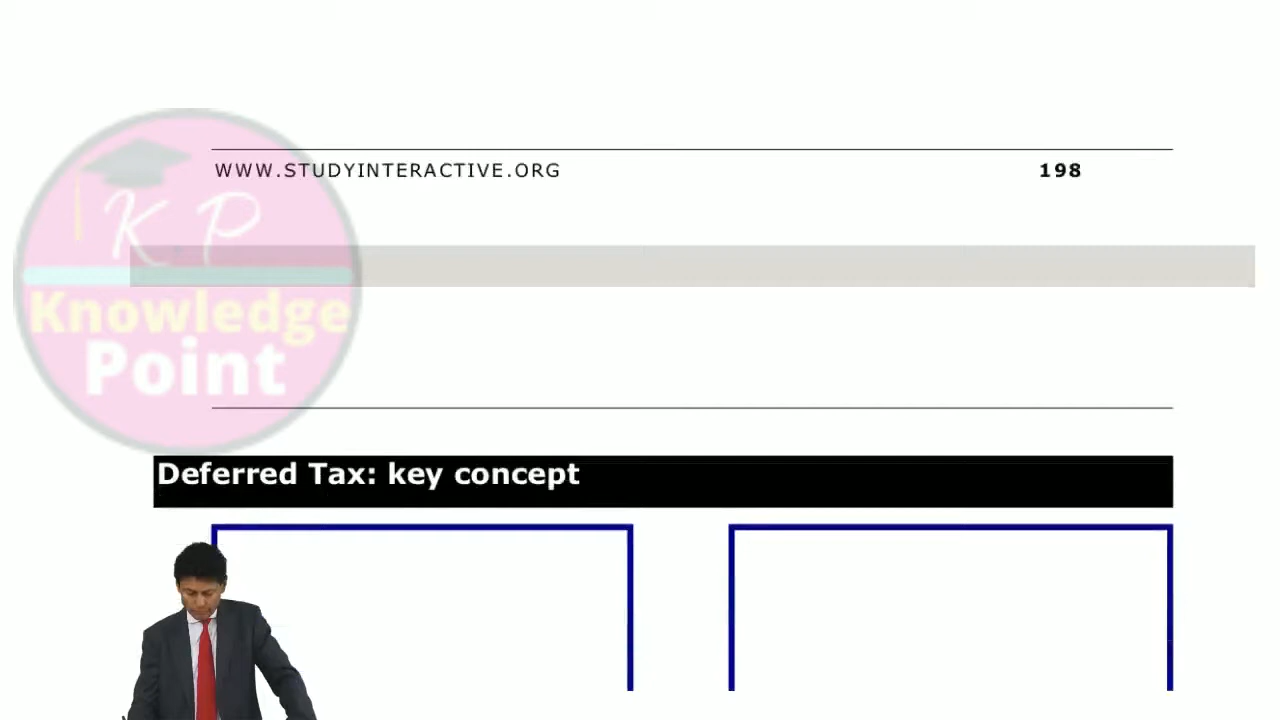 WWW.STUDYINTERACTIVE.ORG 198
K P
Knowledge
Point
Deferred Tax: key concept